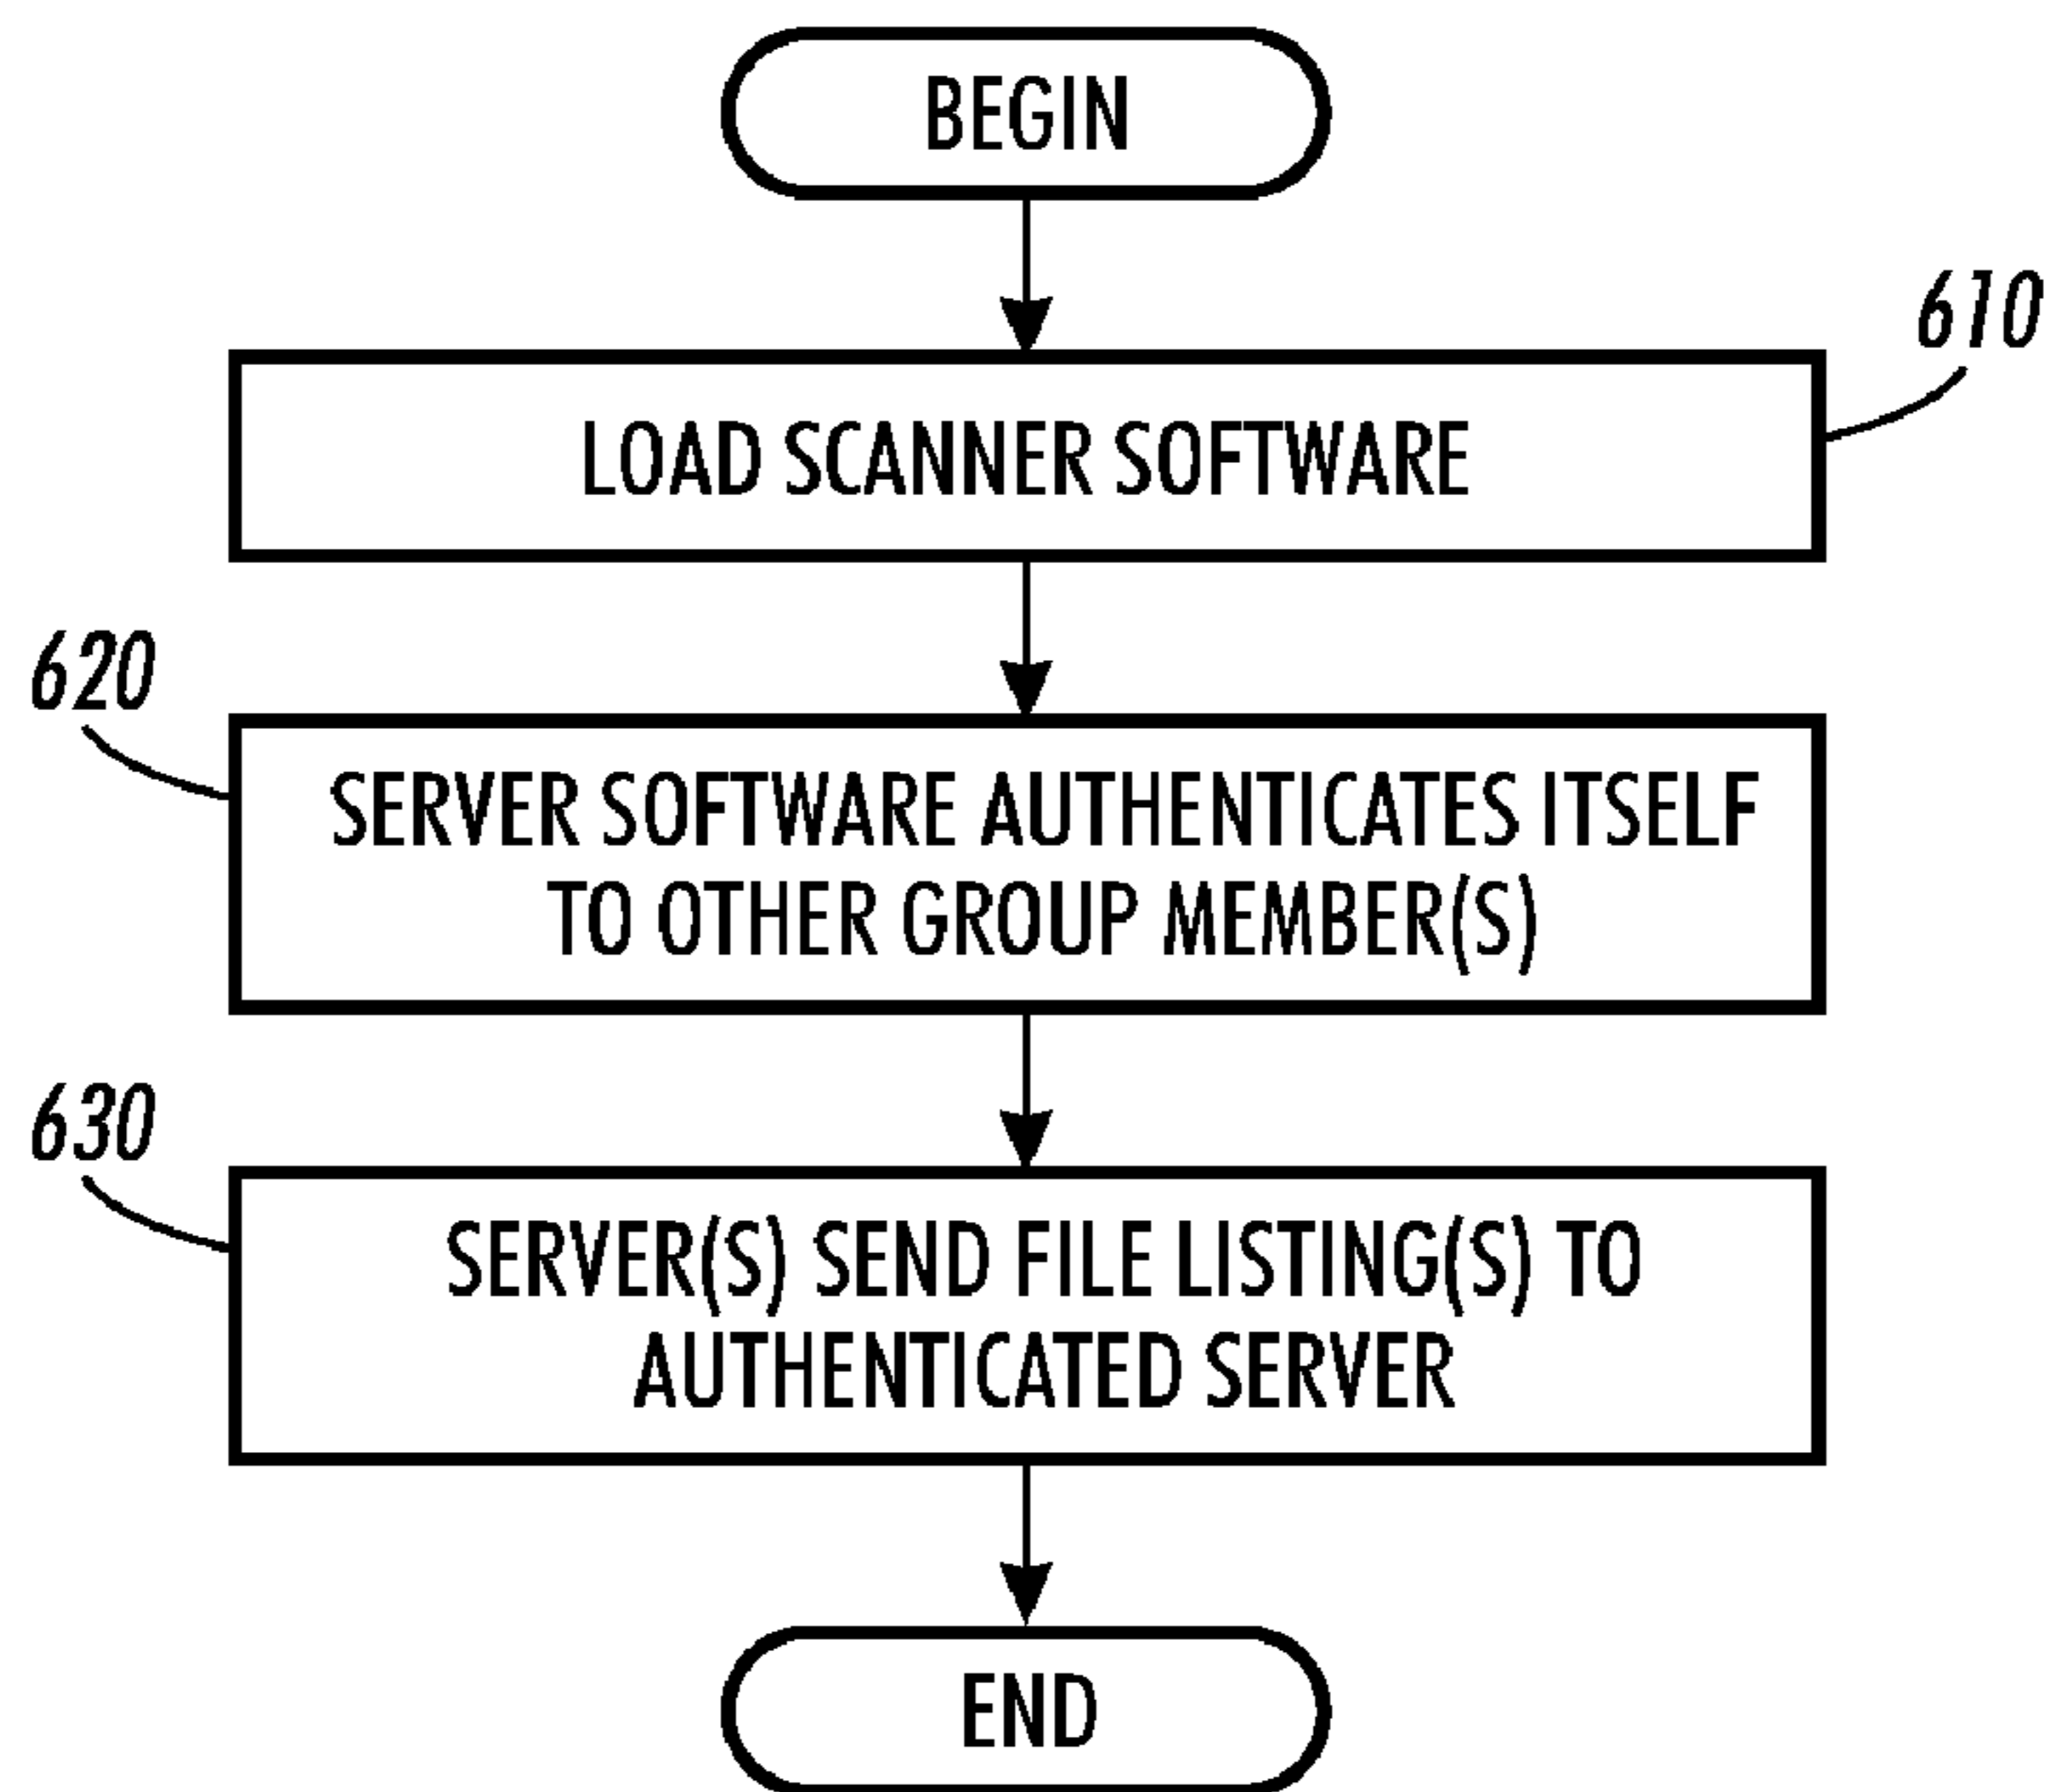 BEGIN
610
LOAD SCANNER SOFTWARE
620
SERVER SOFTWARE AUTHENTICATES ITSELF
TO OTHER GROUP MEMBER(S)
630
SERVER(S) SEND FILE LISTING(S) TO
AUTHENTICATED SERVER
END